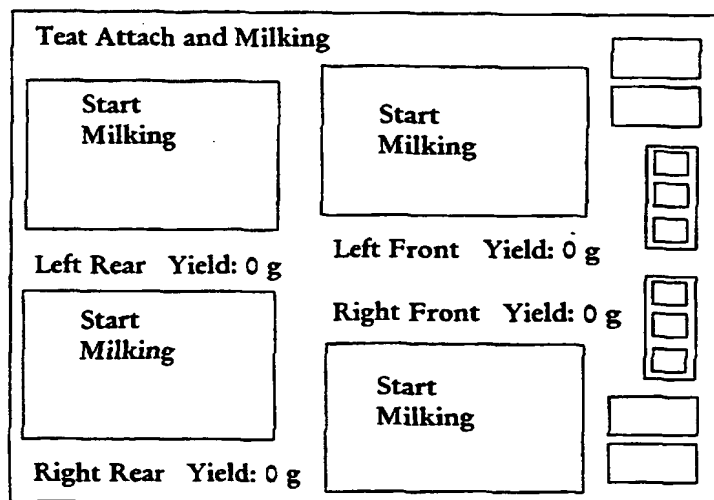 Teat Attach and Milking
Start
Milking
Left Rear Yield: 0 g
Start
Milking
Left Front Yield: 0 g
Start
Milking
Right Rear Yield: 0 g
Right Front Yield: 0 g
Start
Milking